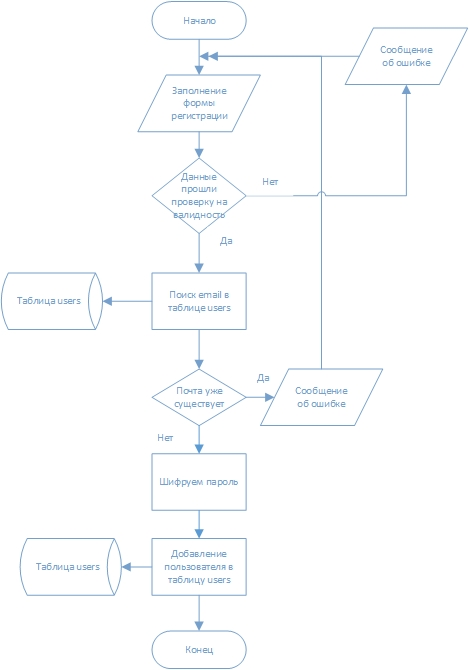 Начало
Сообщение
об ошибке
Заполнение
формы
регистрации
Данные
прошли
проверку на
валидность
Нет
Да
Таблица users
Поиск email в
таблице users
Почта уже
существует
Да
Сообщение
об ошибке
Нет
Шифруем пароль
Таблица users
Добавление
пользователя в
таблицу users
Конец